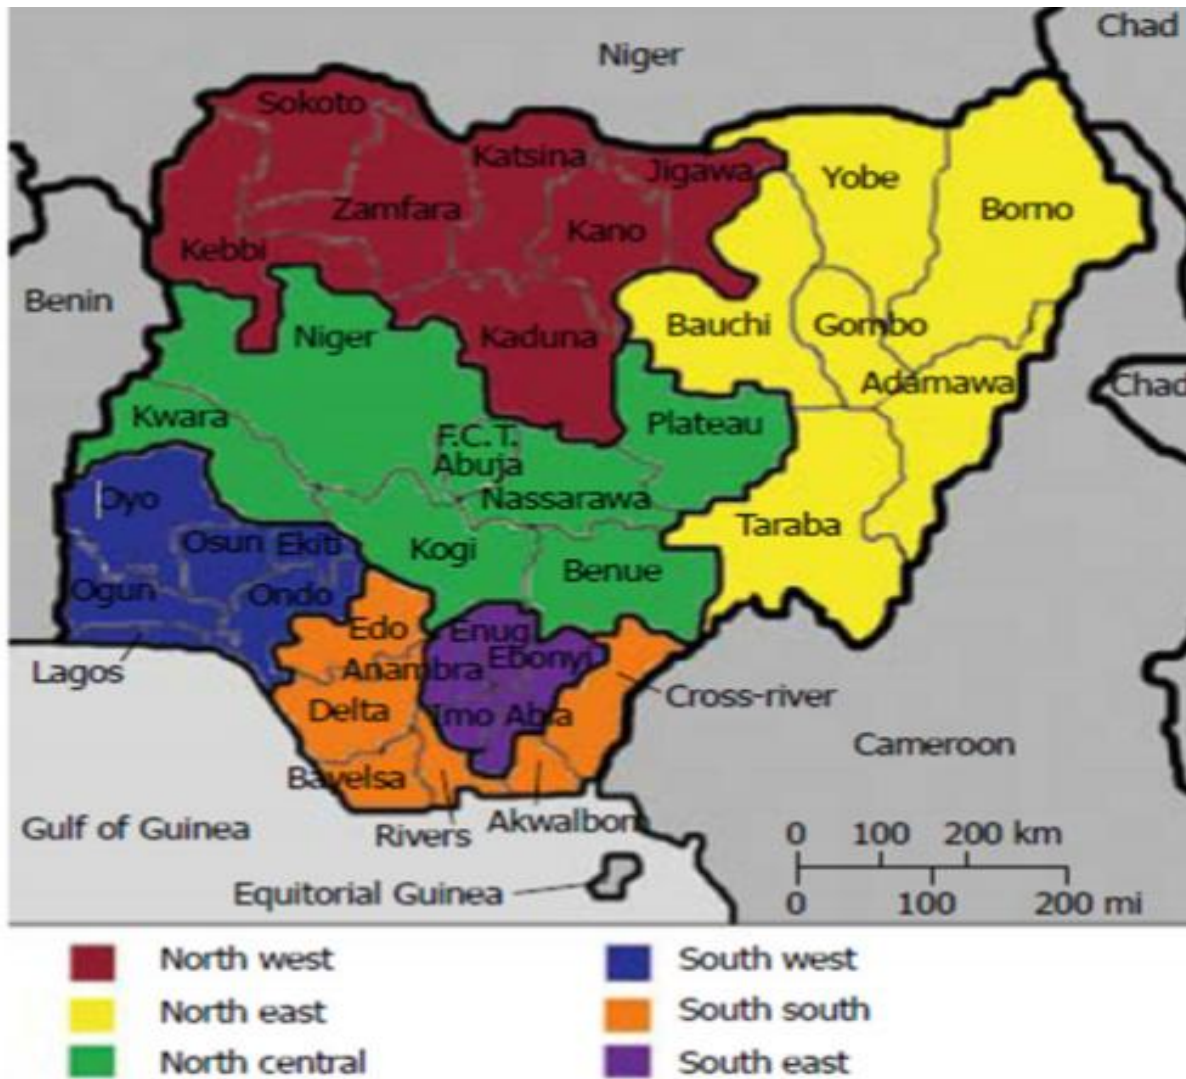 Chad
Niger
Sokoto
Katsina
Jigawa
Yobe
Zamfara
Borno
Kano
Kebbi
Benin
Niger
Kaduna
Bauchi
Gombo
Adamawa
Chad
Kwara
Plateau
F.C.T.
Abuja
Nassarawa
Oyo
Taraba
Osun
Ekiti
Kogi
Benue
Ogun
Ondo
Edo
Enug
Ebonyi
Lagos
Anambra
Cross-river
Delta
Imo
Abia
Cameroon
Bayelsa
Gulf of Guinea
Rivers
Akwalbom
0 100 200 km
Equitorial Guinea
0 100 200 mi
North west
South west
North east
South south
North central
South east